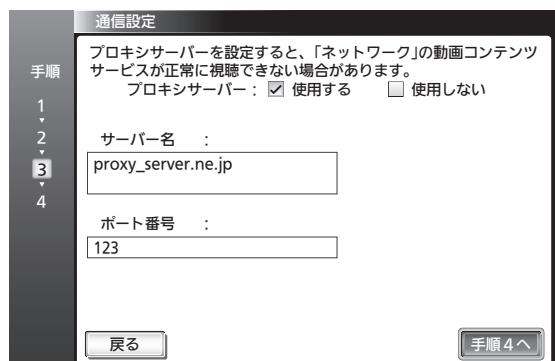 通信設定
プロキシサーバーを設定すると、「ネットワーク」の動画コンテンツ
サービスが正常に視聴できない場合があります。
プロキシサーバー： 使用する 使用しない
手順
1
2
3
4
サーバー名 :
proxy_server.ne.jp
ポート番号 :
123
戻る
手順4へ